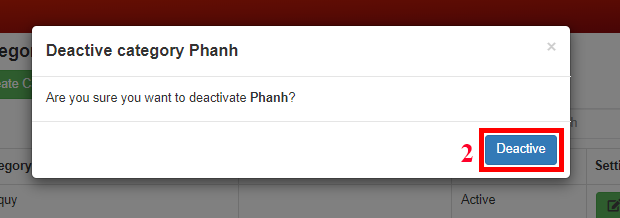 Deactive category Phanh
×
Are you sure you want to deactivate Phanh?
2
Deactive
Active